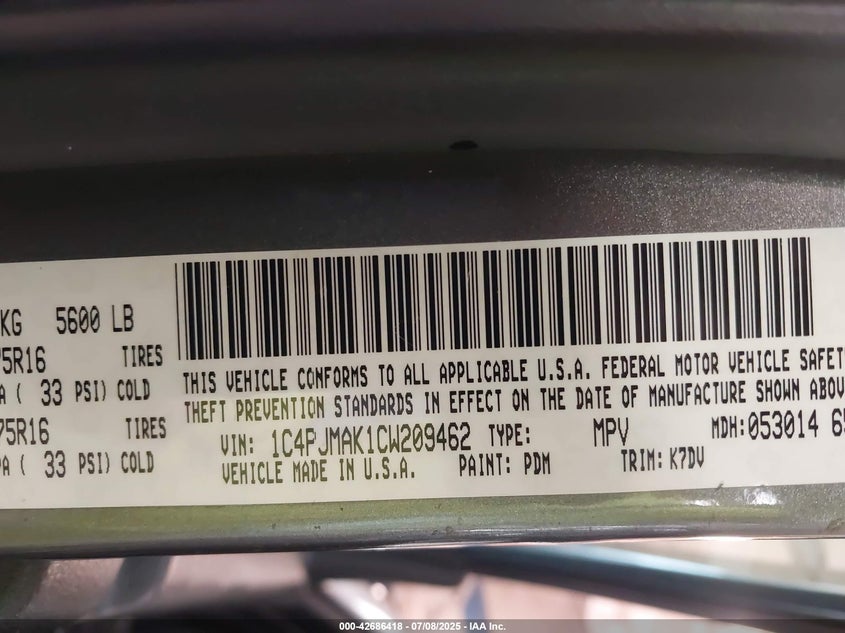 KG 5600 LB
75R16 TIRES
A ( 33 PSI) COLD
75R16 TIRES
PA ( 33 PSI) COLD
THIS VEHICLE CONFORMS TO ALL APPLICABLE U.S.A. FEDERAL MOTOR VEHICLE SAFET
THEFT PREVENTION STANDARDS IN EFFECT ON THE DATE OF MANUFACTURE SHOWN ABOV
VIN: 1C4PJMAK1CW209462 TYPE: MPV MDH:053014 65
VEHICLE MADE IN U.S.A. PAINT: PDM TRIM: K7DV
000-42686418 - 07/08/2025 - IAA Inc.